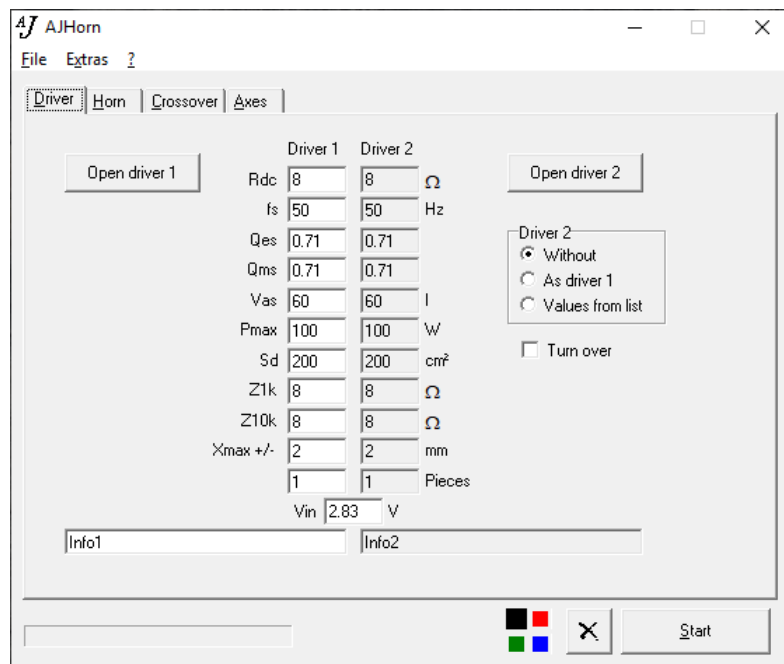 AJ AJHorn
File Extras ?
Driver Horn Crossover Axes
Driver 1 Driver 2
Open driver 1
Open driver 2
Rdc 8 8 Ω
fs 50 50 Hz
Qes 0.71 0.71
Qms 0.71 0.71
Vas 60 60 l
Pmax 100 100 W
Sd 200 200 cm²
Z1k 8 8 Ω
Z10k 8 8 Ω
Xmax +/- 2 2 mm
1 1 Pieces
Vin 2.83 V
Info1 Info2
Driver 2
Without
As driver 1
Values from list
Turn over
Start